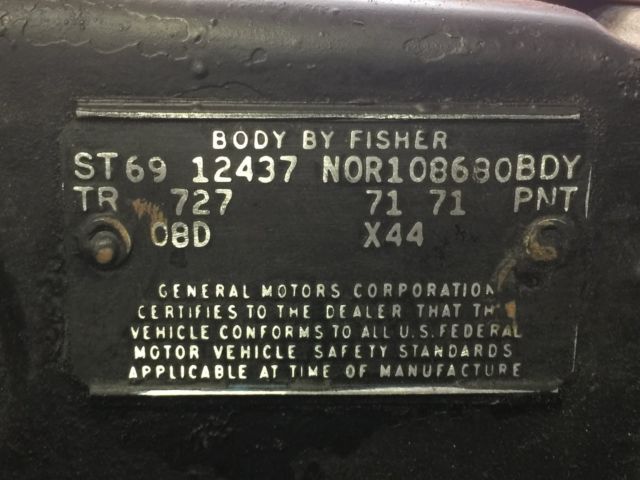 BODY BY FISHER
ST69 12437 NOR108680BDY
TR 727 71 71 PNT
08D X44
GENERAL MOTORS CORPORATION
CERTIFIES TO THE DEALER THAT THE
VEHICLE CONFORMS TO ALL U.S. FEDERAL
MOTOR VEHICLE SAFETY STANDARDS
APPLICABLE AT TIME OF MANUFACTURE